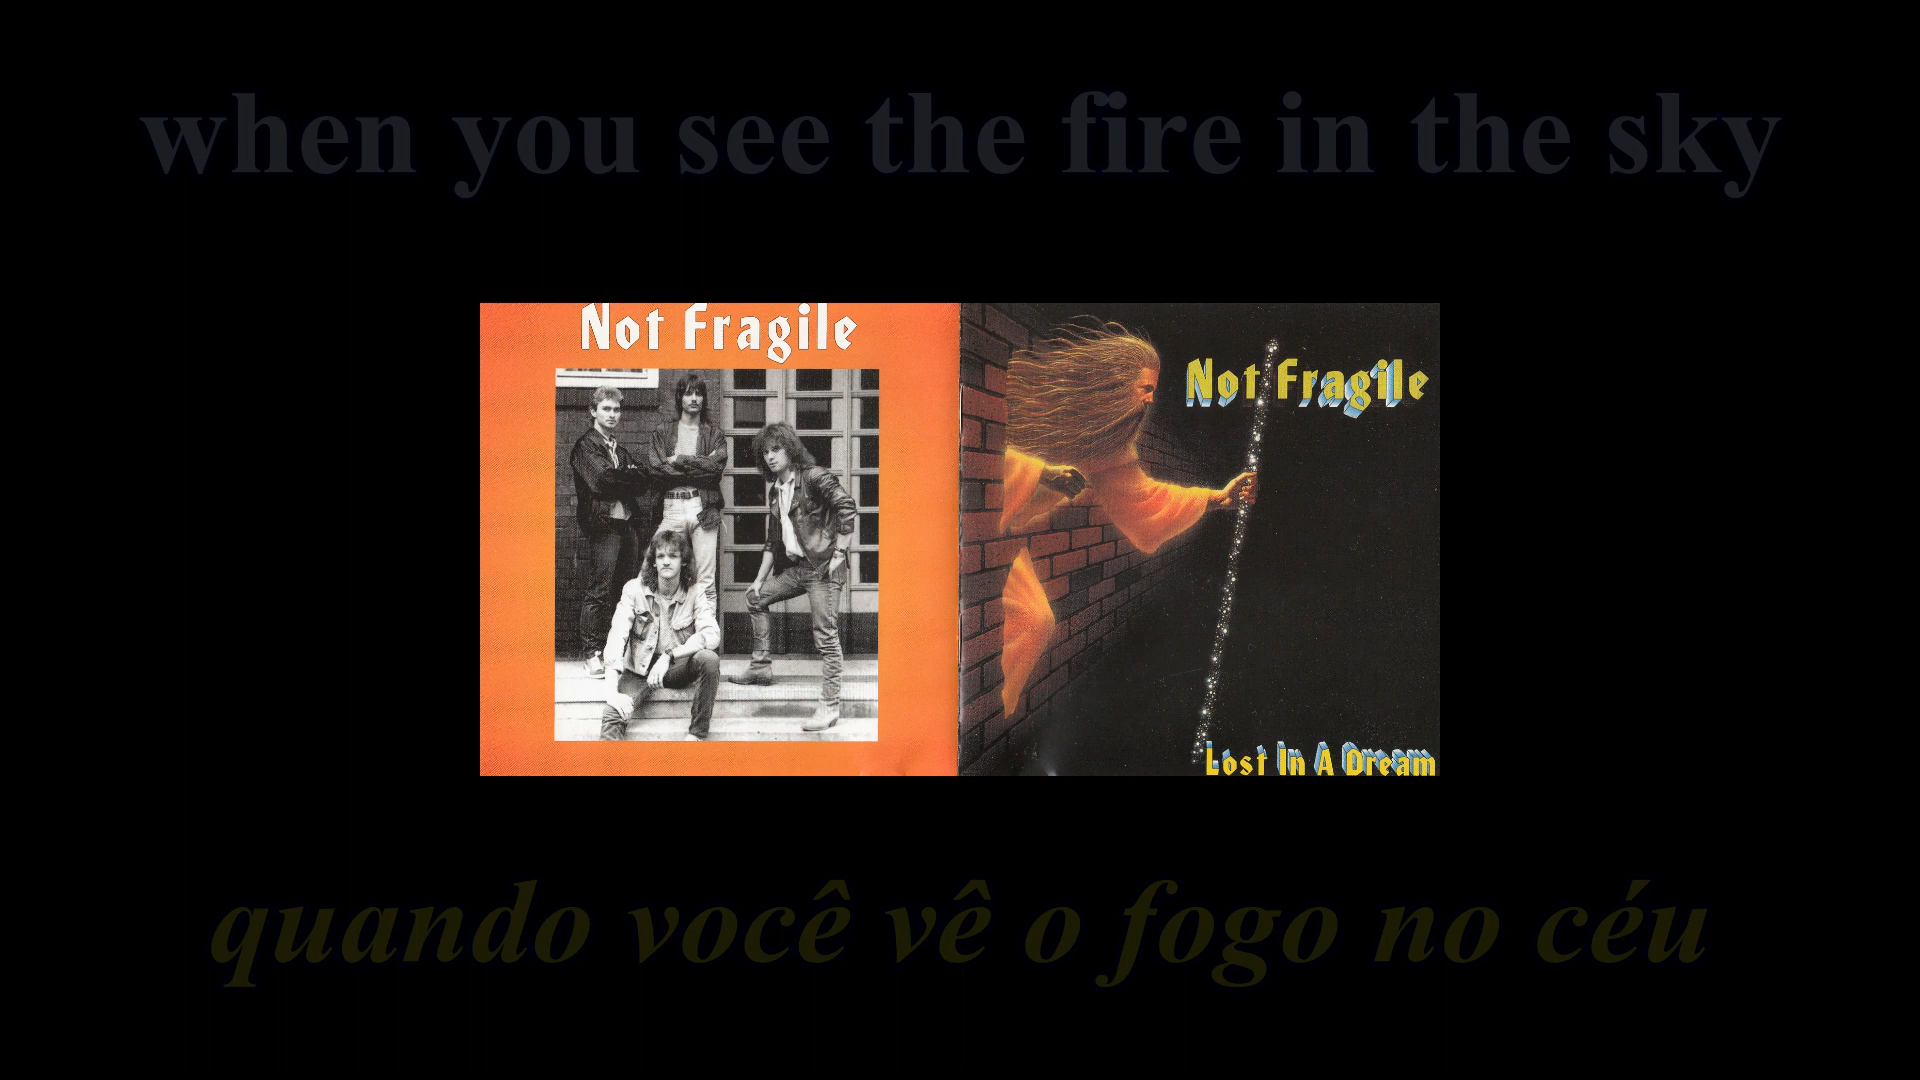 when you see the fire in the sky
Not Fragile
Not Fragile
Lost In A Dream
quando você vê o fogo no céu